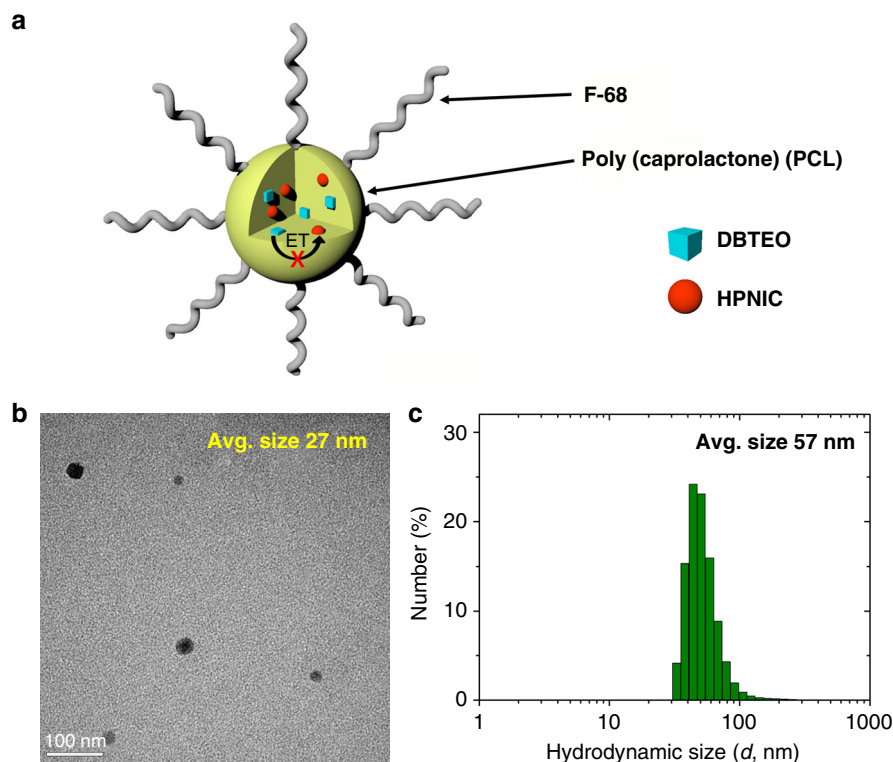 a
F-68
Poly (caprolactone) (PCL)
ET
X
DBTEO
HPNIC
b
Avg. size 27 nm
100 nm
c
Avg. size 57 nm
30
20
10
0
Number (%)
1
10
100
1000
Hydrodynamic size (d, nm)